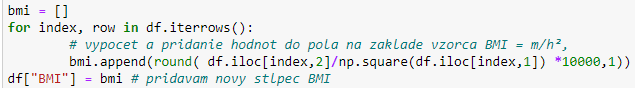 bmi = []
for index, row in df.iterrows():
        # vypocet a pridanie hodnot do pola na zaklade vzorca BMI = m/h²,
        bmi.append(round( df.iloc[index,2]/np.square(df.iloc[index,1]) *10000,1))
df["BMI"] = bmi # pridavam novy stlpec BMI